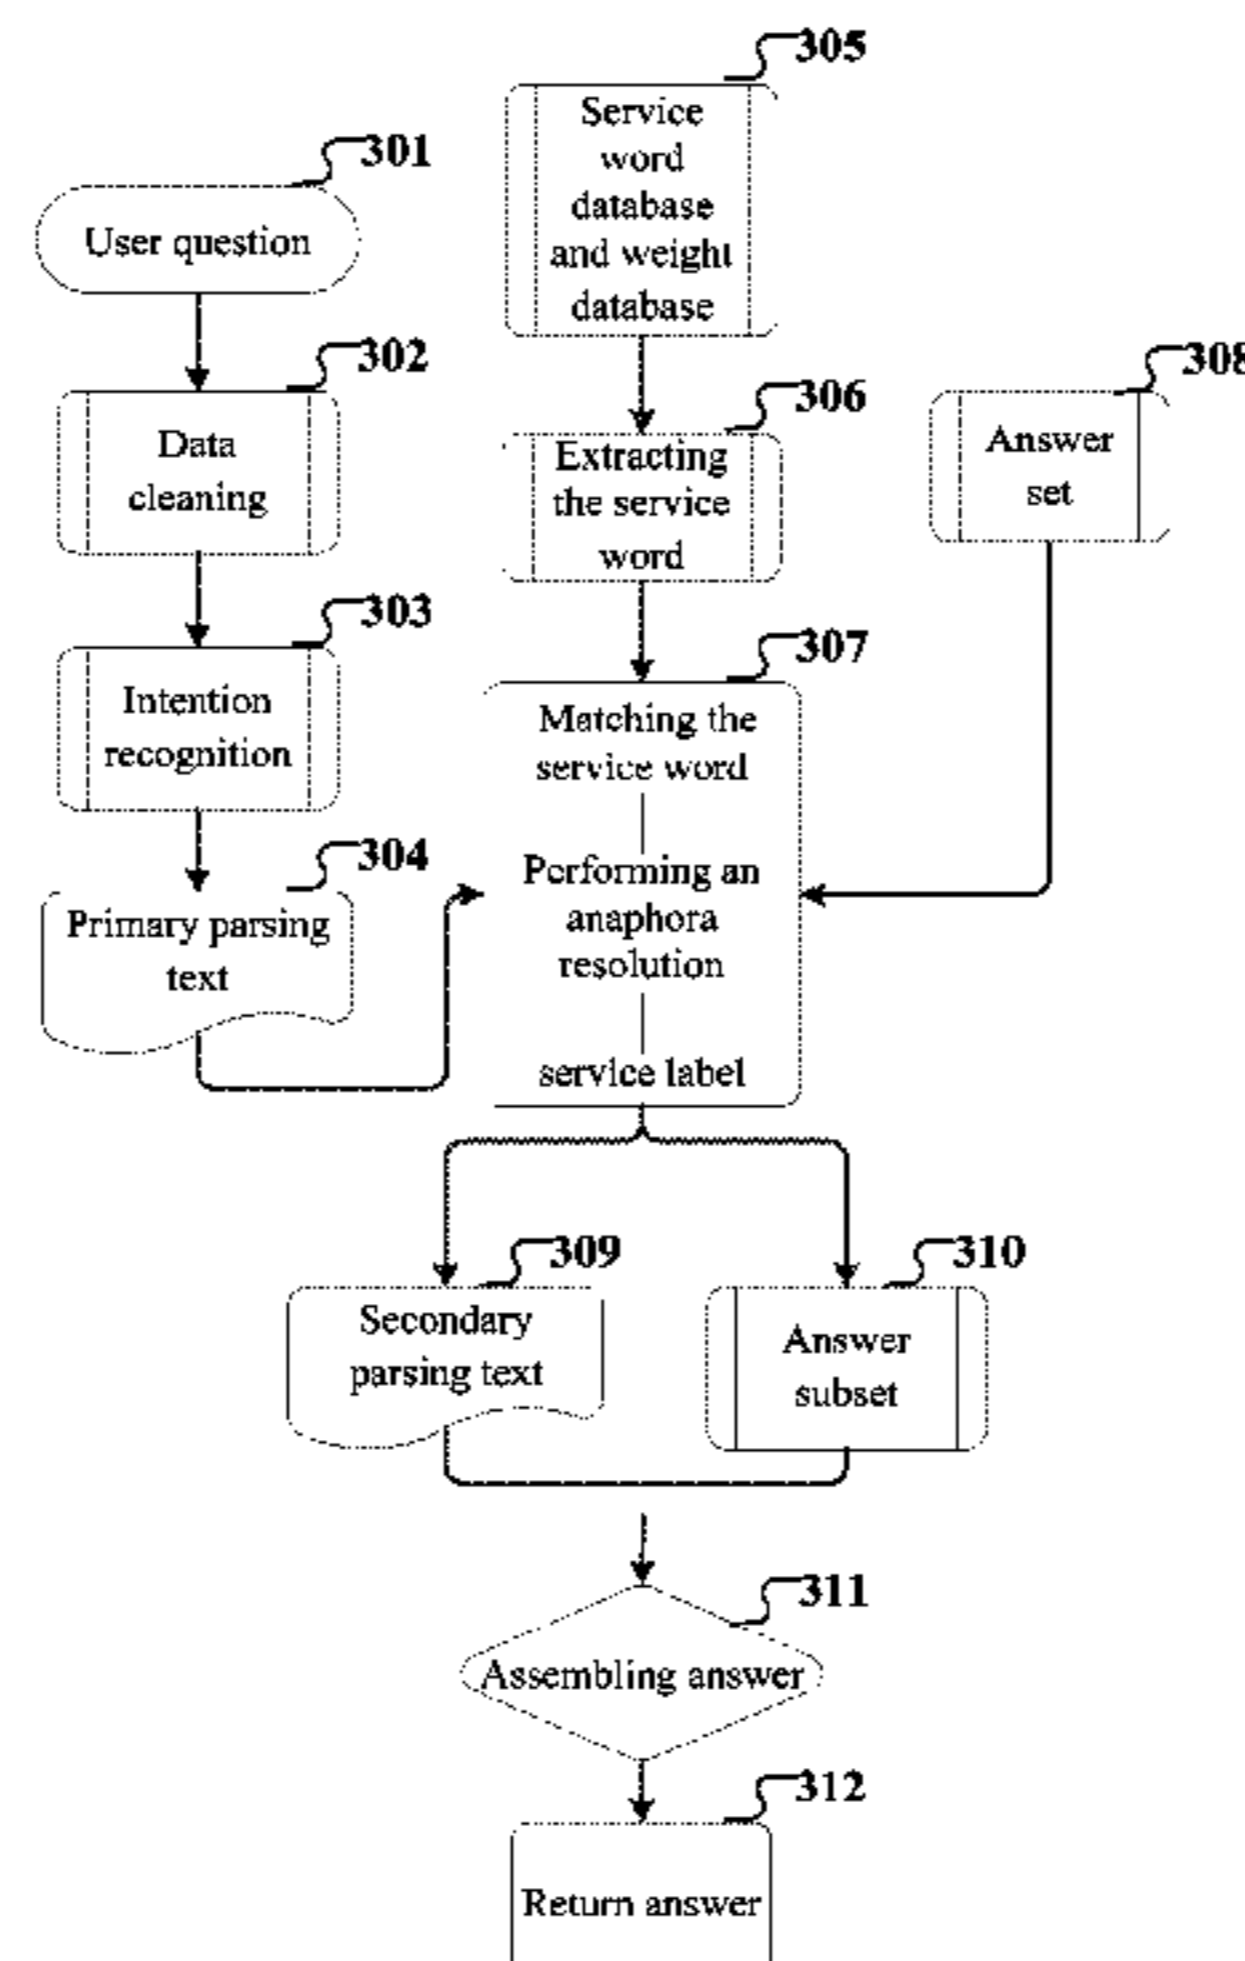 301
User question
302
Data
cleaning
303
Intention
recognition
304
Primary parsing
text
305
Service
word
database
and weight
database
306
Extracting
the service
word
307
Matching the
service word
Performing an
anaphora
resolution
service label
308
Answer
set
309
Secondary
parsing text
310
Answer
subset
311
Assembling answer
312
Return answer